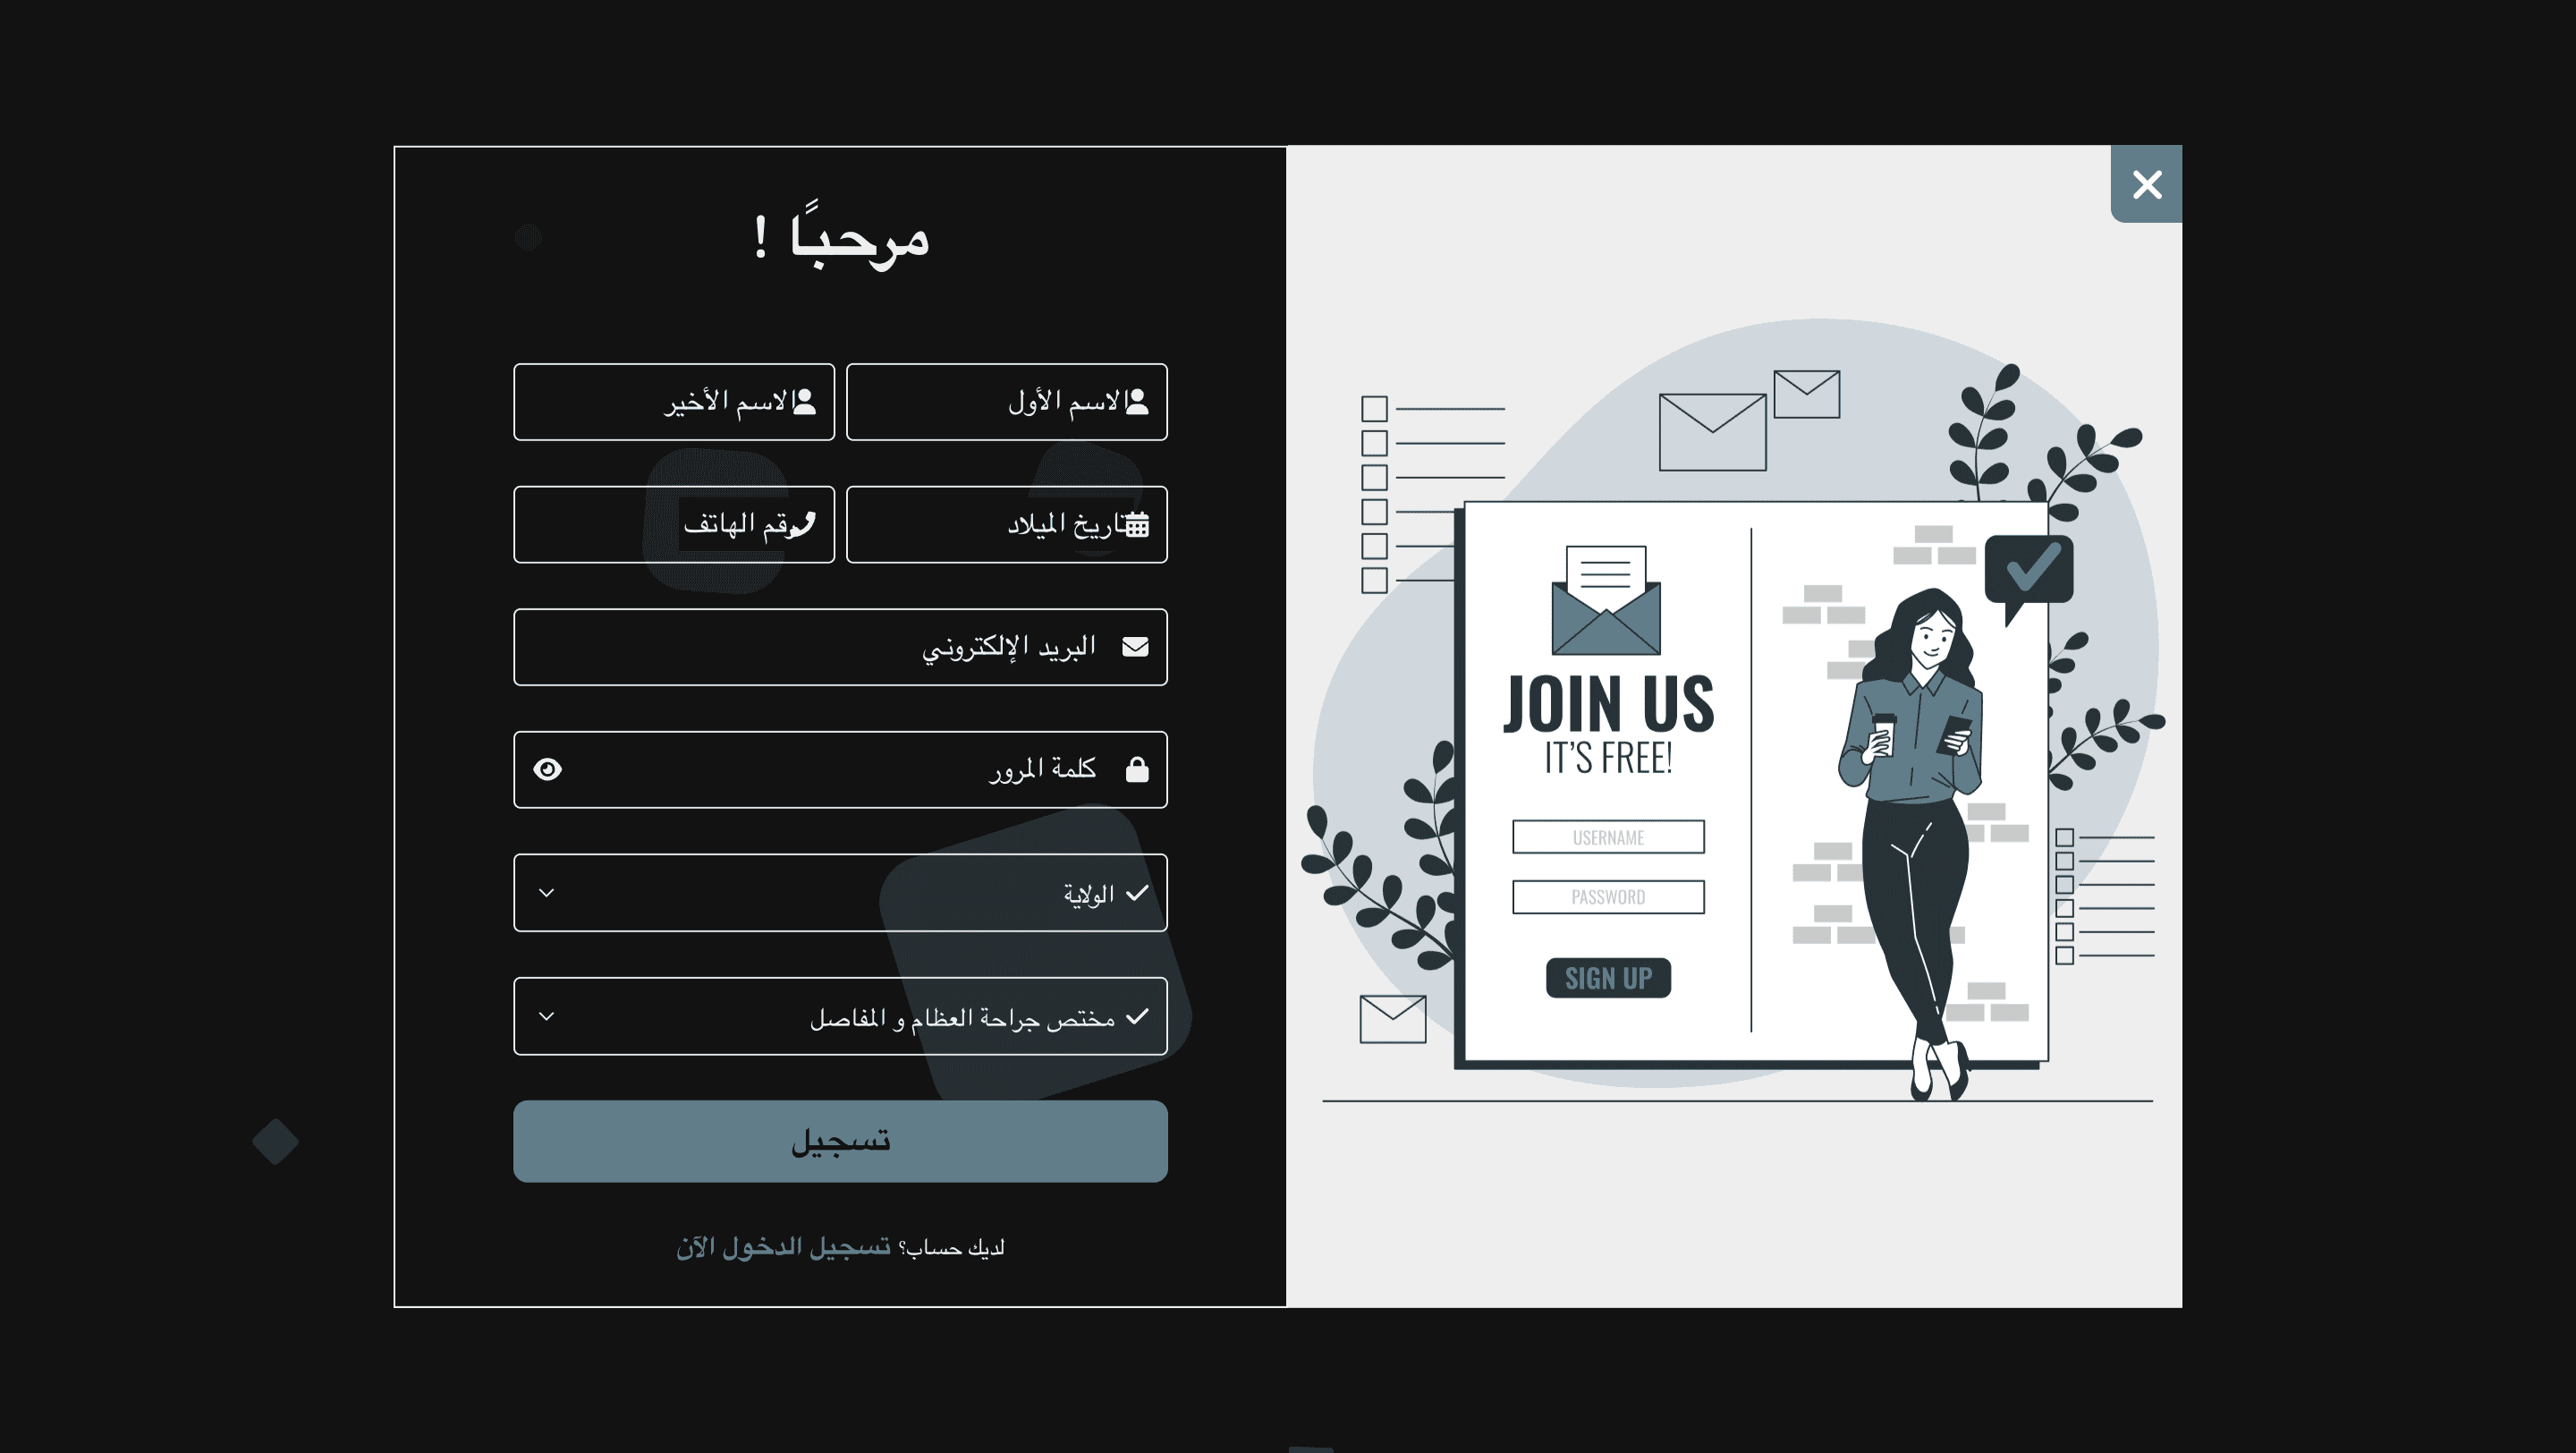 مرحبًا !
الاسم الأول
الاسم الأخير
تاريخ الميلاد
رقم الهاتف
البريد الإلكتروني
كلمة المرور
الولاية
مختص جراحة العظام و المفاصل
تسجيل
لديك حساب؟ تسجيل الدخول الآن
JOIN US
IT'S FREE!
USERNAME
PASSWORD
SIGN UP